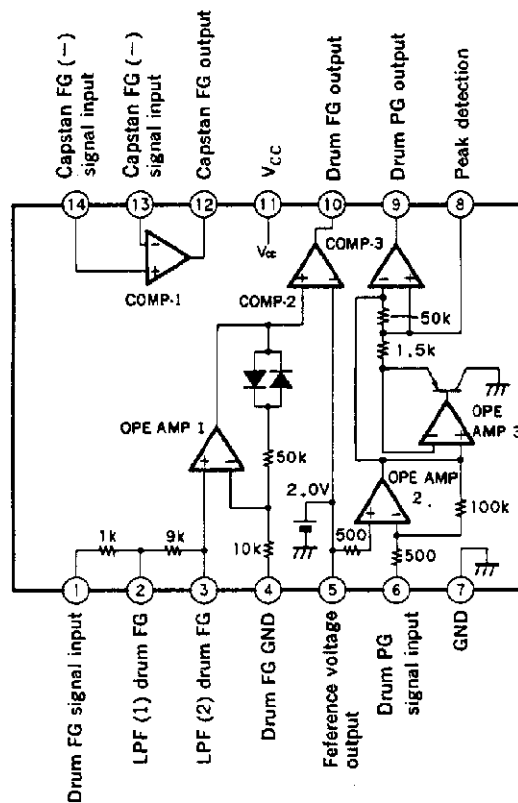 Capstan FG (−)
signal input
Capstan FG (−)
signal input
Capstan FG output
VCC
Drum FG output
Drum PG output
Peak detection
14
13
12
11
10
9
8
Vcc
COMP-1
COMP-2
COMP-3
50k
1.5k
OPE AMP 1
OPE
AMP 3
50k
OPE AMP
2.
2.0V
100k
1k
9k
10k
500
500
1
2
3
4
5
6
7
Drum FG signal input
LPF (1) drum FG
LPF (2) drum FG
Drum FG GND
Feference voltage
output
Drum PG
signal input
GND